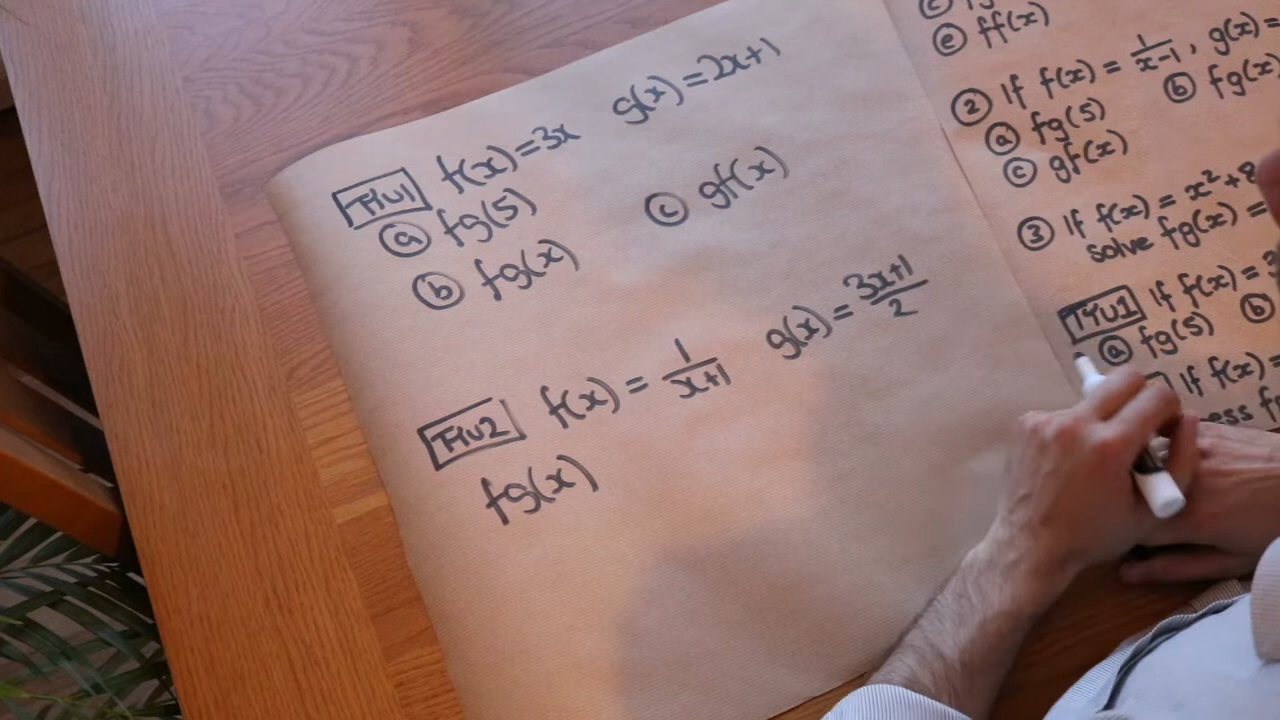 TYU1 f(x) = 3x g(x) = 2x+1
(a) fg(5)
(b) fg(x) (c) gf(x)
TYU2 f(x) = 1/(x+1) g(x) = (3x+1)/2
fg(x)
(e) ff(x)
(2) If f(x) = 1/(x-1), g(x) =
(a) fg(5) (b) fg(x)
(c) gf(x)
(3) If f(x) = x² + 
solve fg(x) =
TYU1 If f(x) = 3
(a) fg(5) (b)
If f(x) =